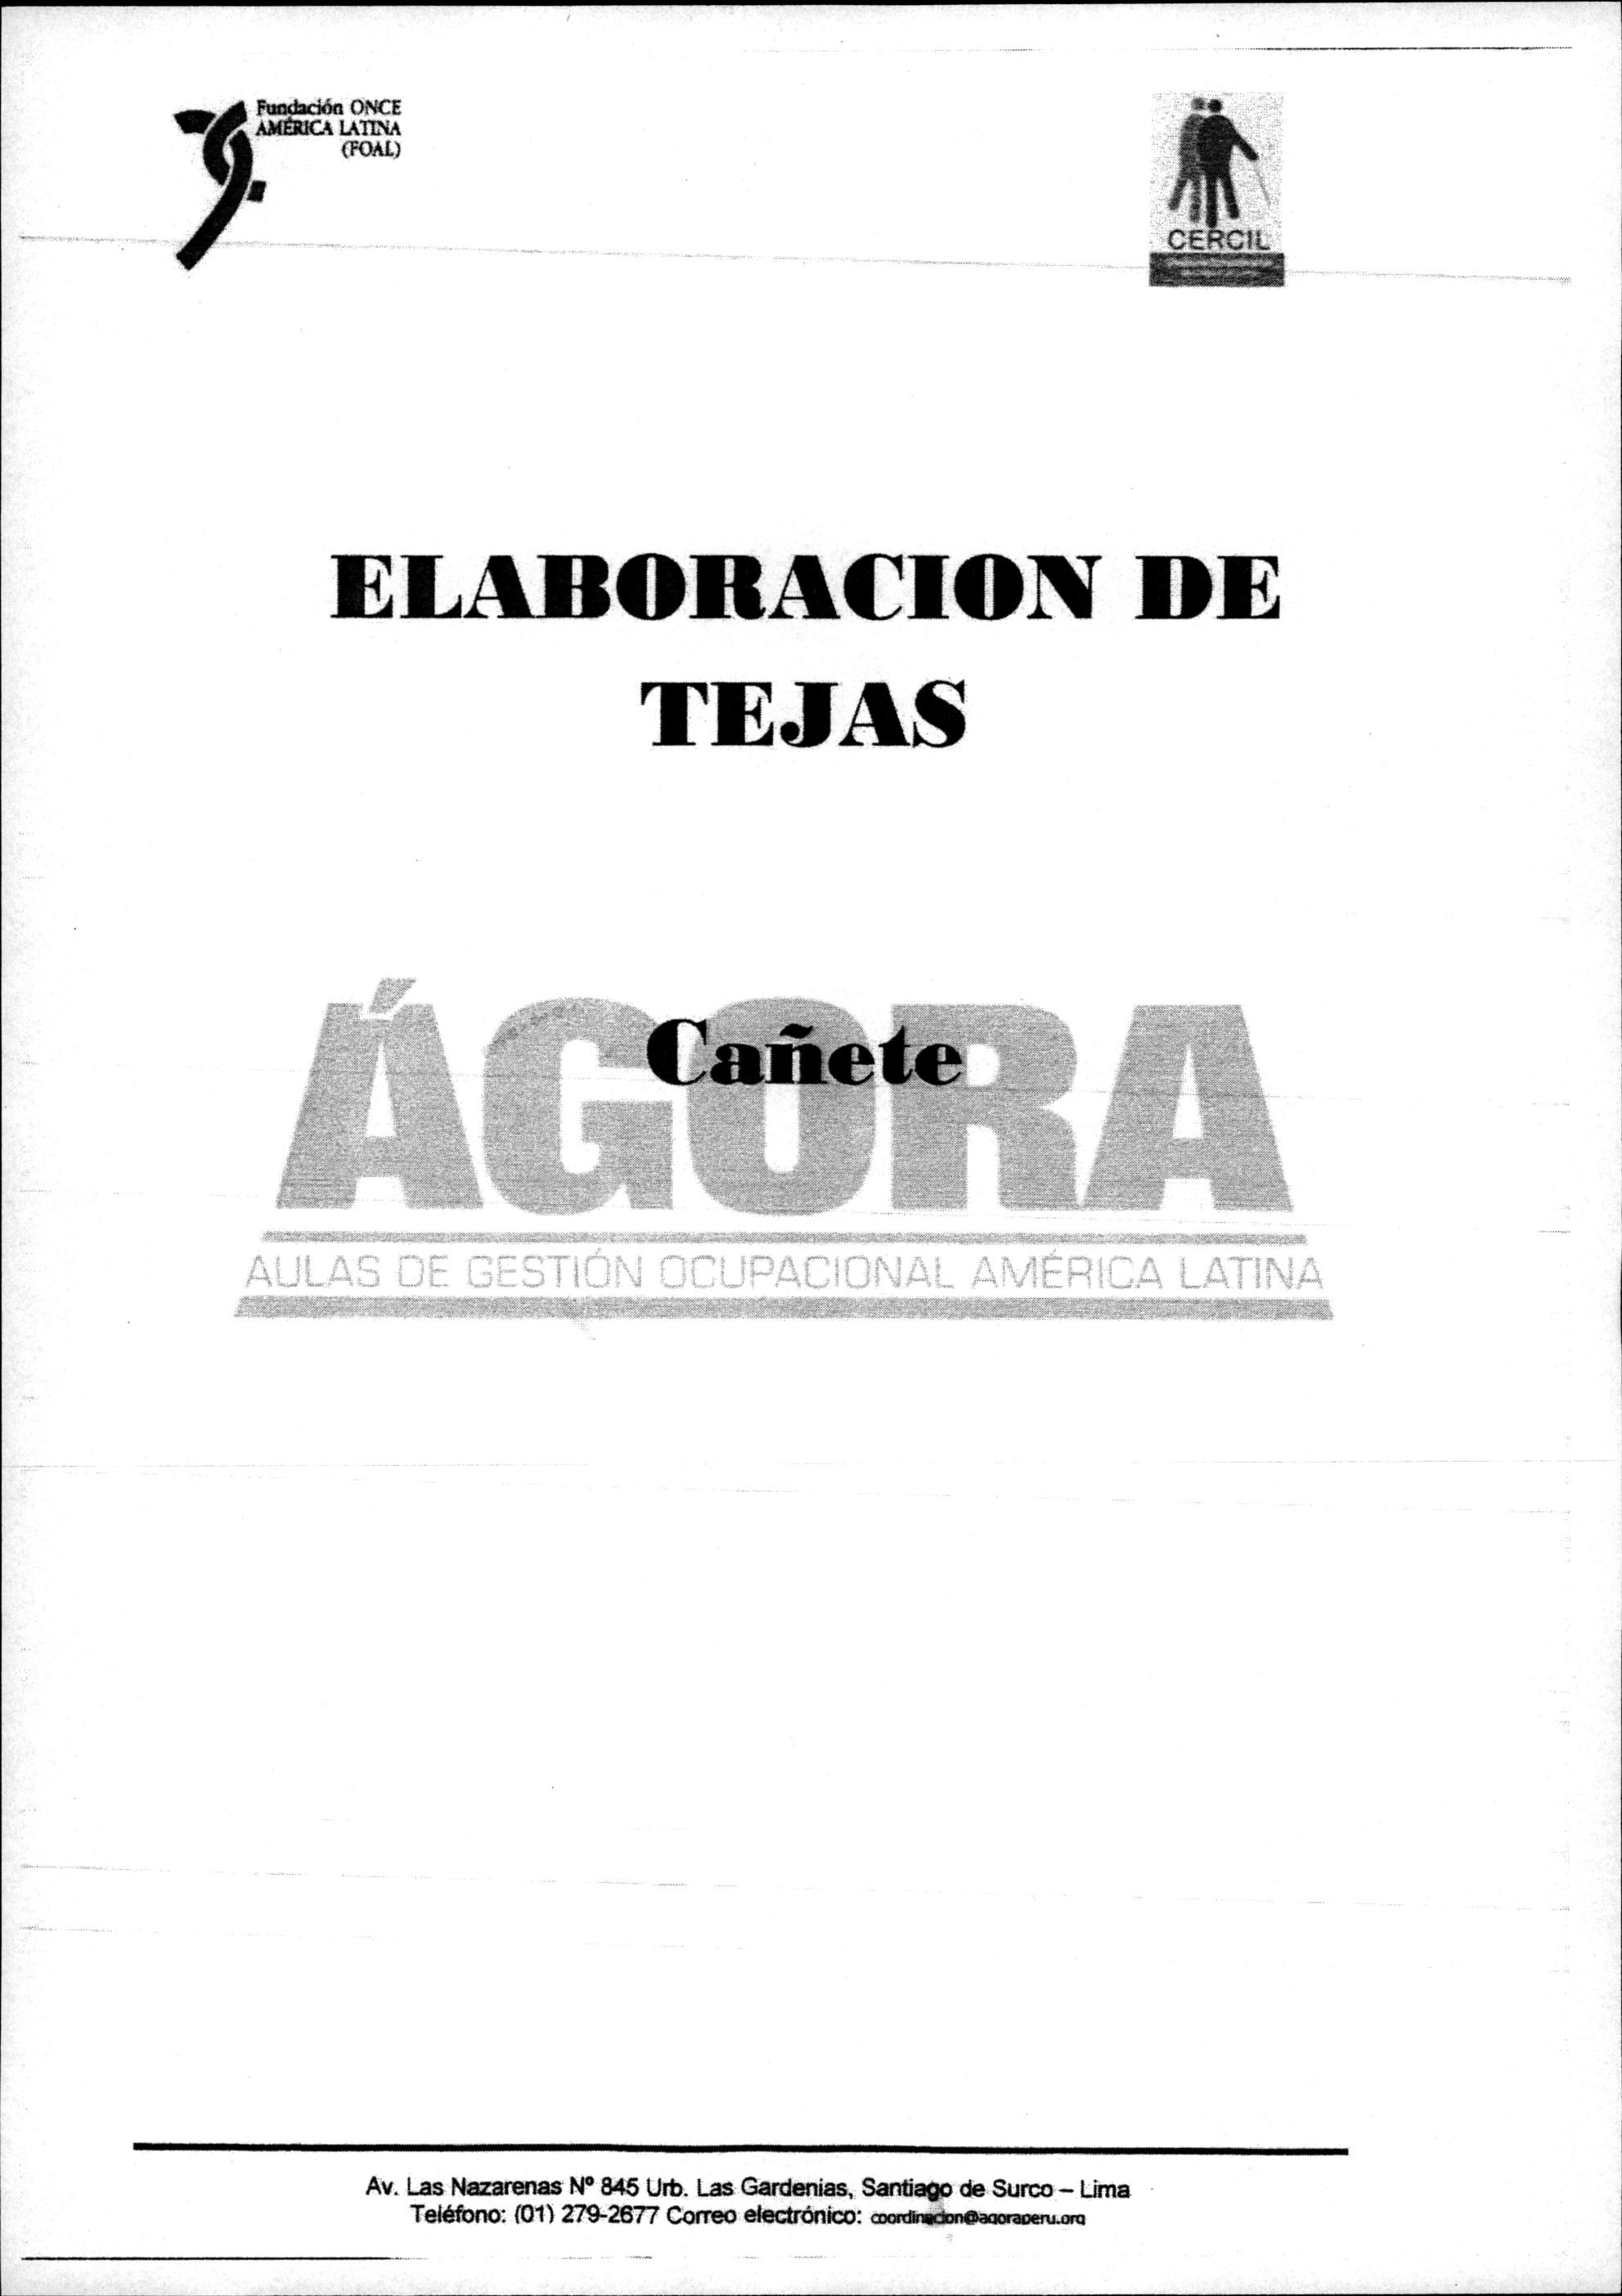 Fundación ONCE
AMÉRICA LATINA
(FOAL)
CERCIL
ELABORACION DE
TEJAS
ÁGORA
Cañete
AULAS DE GESTIÓN OCUPACIONAL AMÉRICA LATINA
Av. Las Nazarenas Nº 845 Urb. Las Gardenias, Santiago de Surco – Lima
Teléfono: (01) 279-2677 Correo electrónico: coordinacion@agoraperu.org